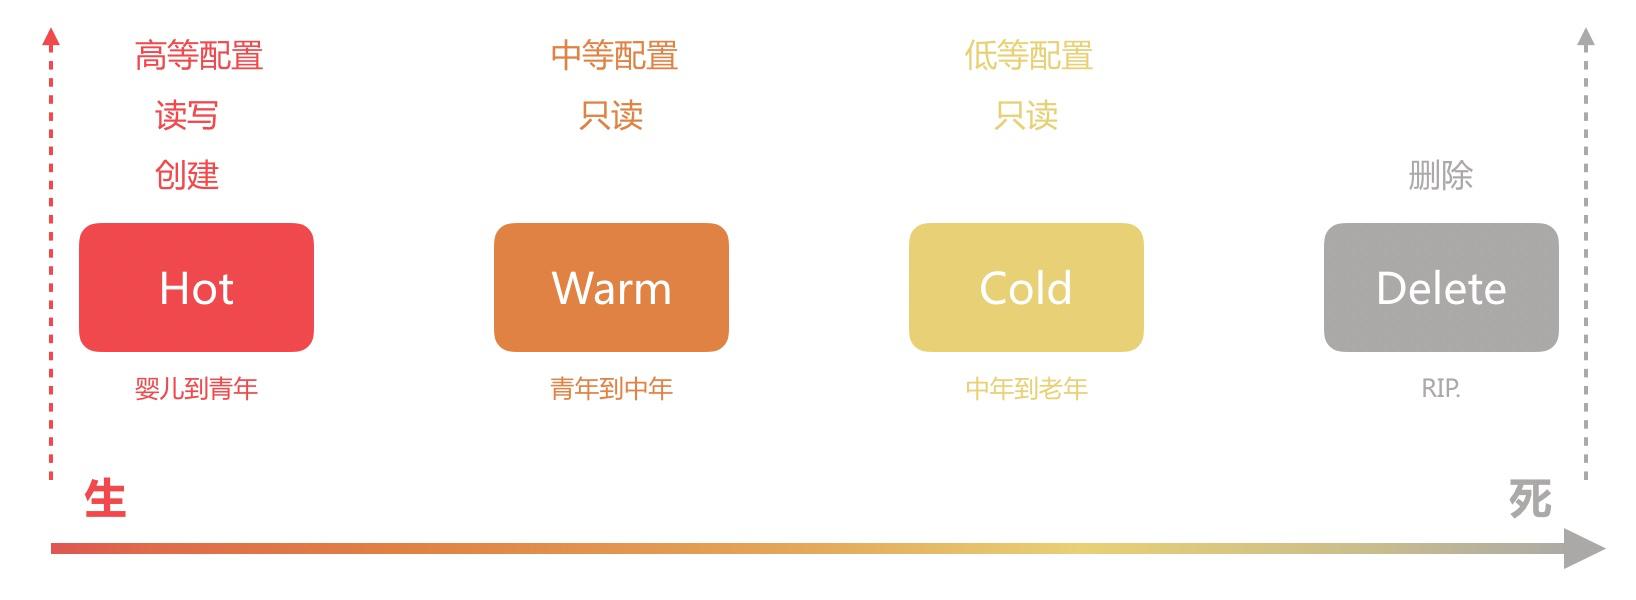 高等配置
读写
创建
Hot
婴儿到青年
中等配置
只读
Warm
青年到中年
低等配置
只读
Cold
中年到老年
删除
Delete
RIP.
生
死